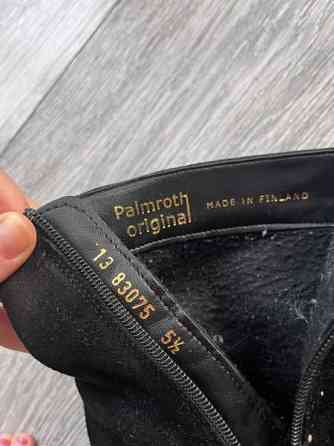 Palmroth
original
MADE IN FINLAND
13 83075 5½